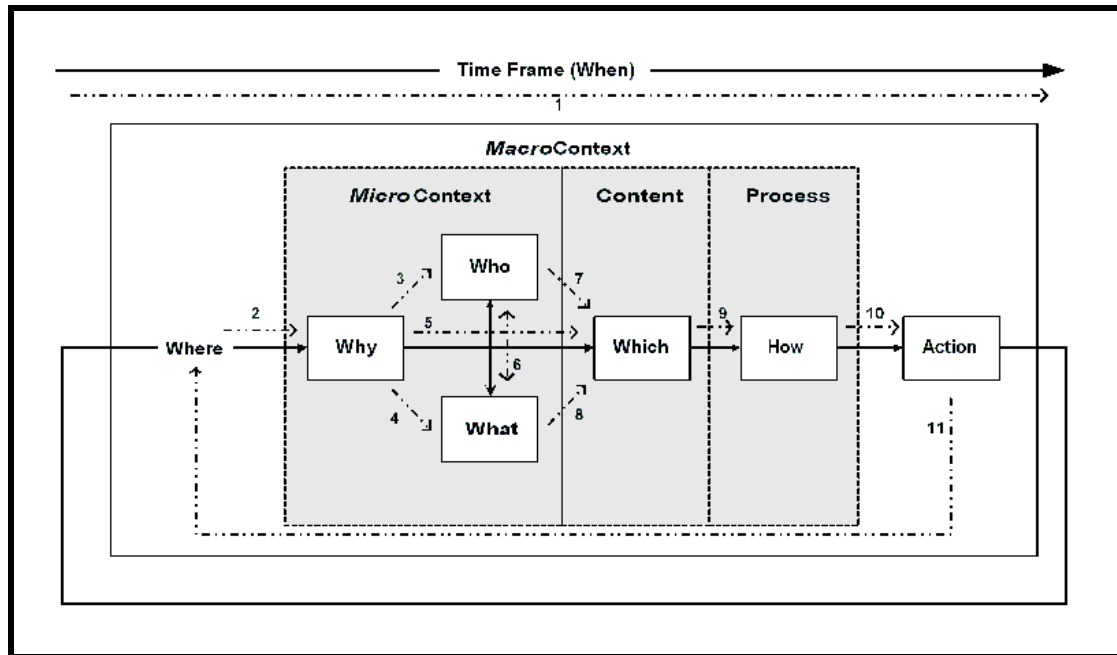 Time Frame (When)
1
MacroContext
MicroContext
Content
Process
Who
3
7
2
5
9
10
Where
Why
Which
How
Action
6
4
What
8
11